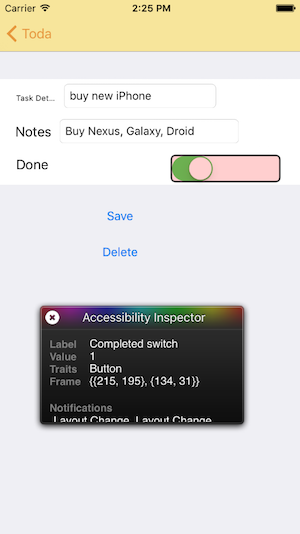 Carrier 2:25 PM
Toda
Task Det... buy new iPhone
Notes Buy Nexus, Galaxy, Droid
Done
Save
Delete
Accessibility Inspector
Label Completed switch
Value 1
Traits Button
Frame {{215, 195}, {134, 31}}
Notifications
Layout Change, Layout Change